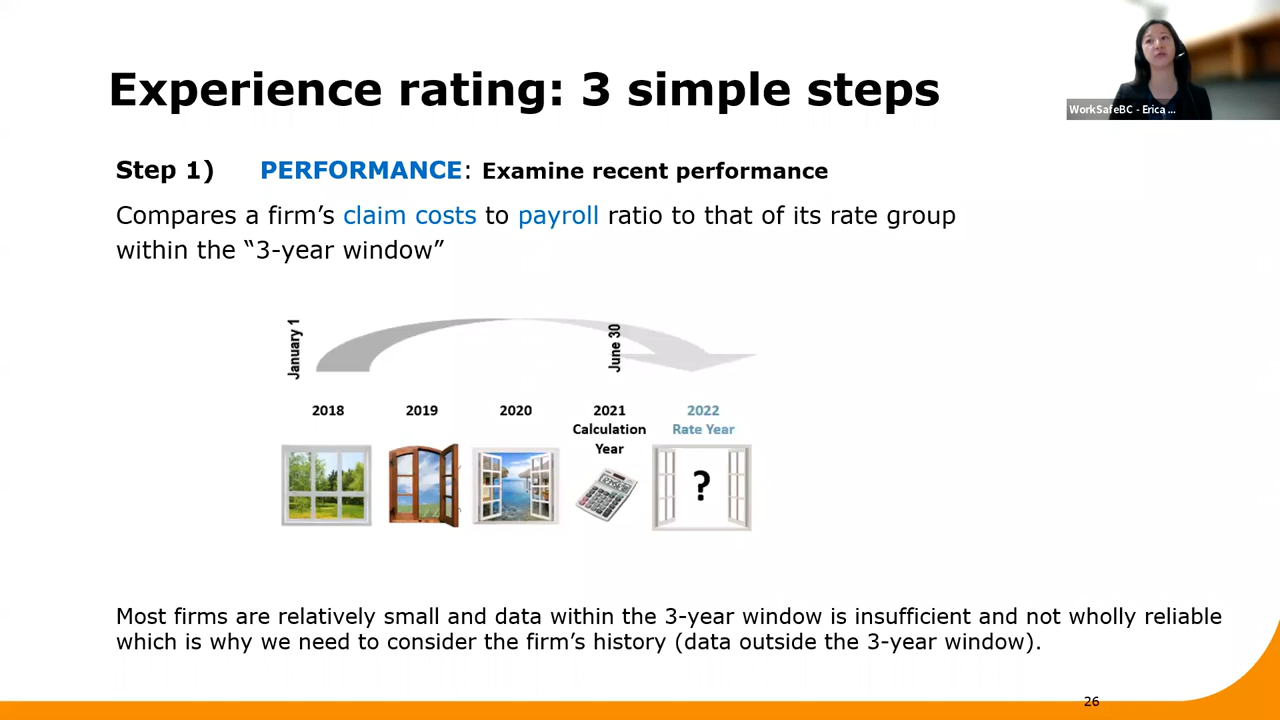 Experience rating: 3 simple steps
WorkSafeBC - Erica ...
Step 1) PERFORMANCE: Examine recent performance
Compares a firm’s claim costs to payroll ratio to that of its rate group
within the “3-year window”
January 1
June 30
2018
2019
2020
2021
Calculation
Year
2022
Rate Year
?
Most firms are relatively small and data within the 3-year window is insufficient and not wholly reliable
which is why we need to consider the firm’s history (data outside the 3-year window).
26